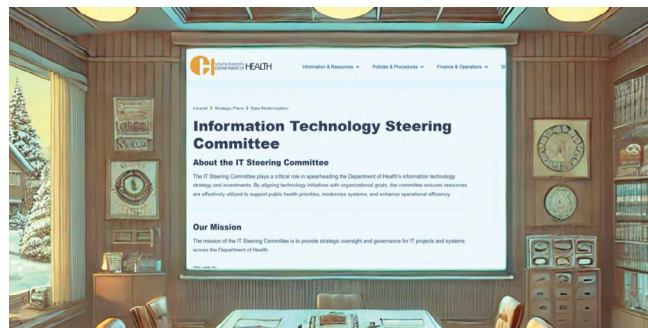 SOUTH DAKOTA
DEPARTMENT OF HEALTH
Information & Resources
Policies & Procedures
Finance & Operations
Intranet > Strategic Plans > Data Modernization
Information Technology Steering
Committee
About the IT Steering Committee
The IT Steering Committee plays a critical role in spearheading the Department of Health's information technology
strategy and investments. By aligning technology initiatives with organizational goals, the committee ensures resources
are effectively utilized to support public health priorities, modernize systems, and enhance operational efficiency.
Our Mission
The mission of the IT Steering Committee is to provide strategic oversight and governance for IT projects and systems
across the Department of Health.